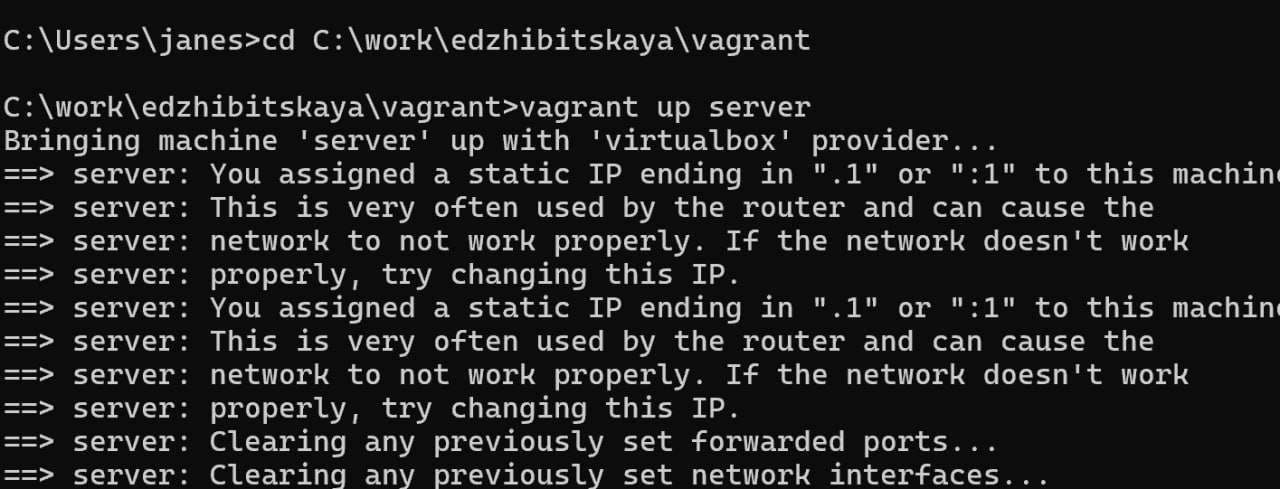 C:\Users\janes>cd C:\work\edzhibitskaya\vagrant
C:\work\edzhibitskaya\vagrant>vagrant up server
Bringing machine 'server' up with 'virtualbox' provider...
==> server: You assigned a static IP ending in ".1" or ":1" to this machine
==> server: This is very often used by the router and can cause the
==> server: network to not work properly. If the network doesn't work
==> server: properly, try changing this IP.
==> server: You assigned a static IP ending in ".1" or ":1" to this machine
==> server: This is very often used by the router and can cause the
==> server: network to not work properly. If the network doesn't work
==> server: properly, try changing this IP.
==> server: Clearing any previously set forwarded ports...
==> server: Clearing any previously set network interfaces...